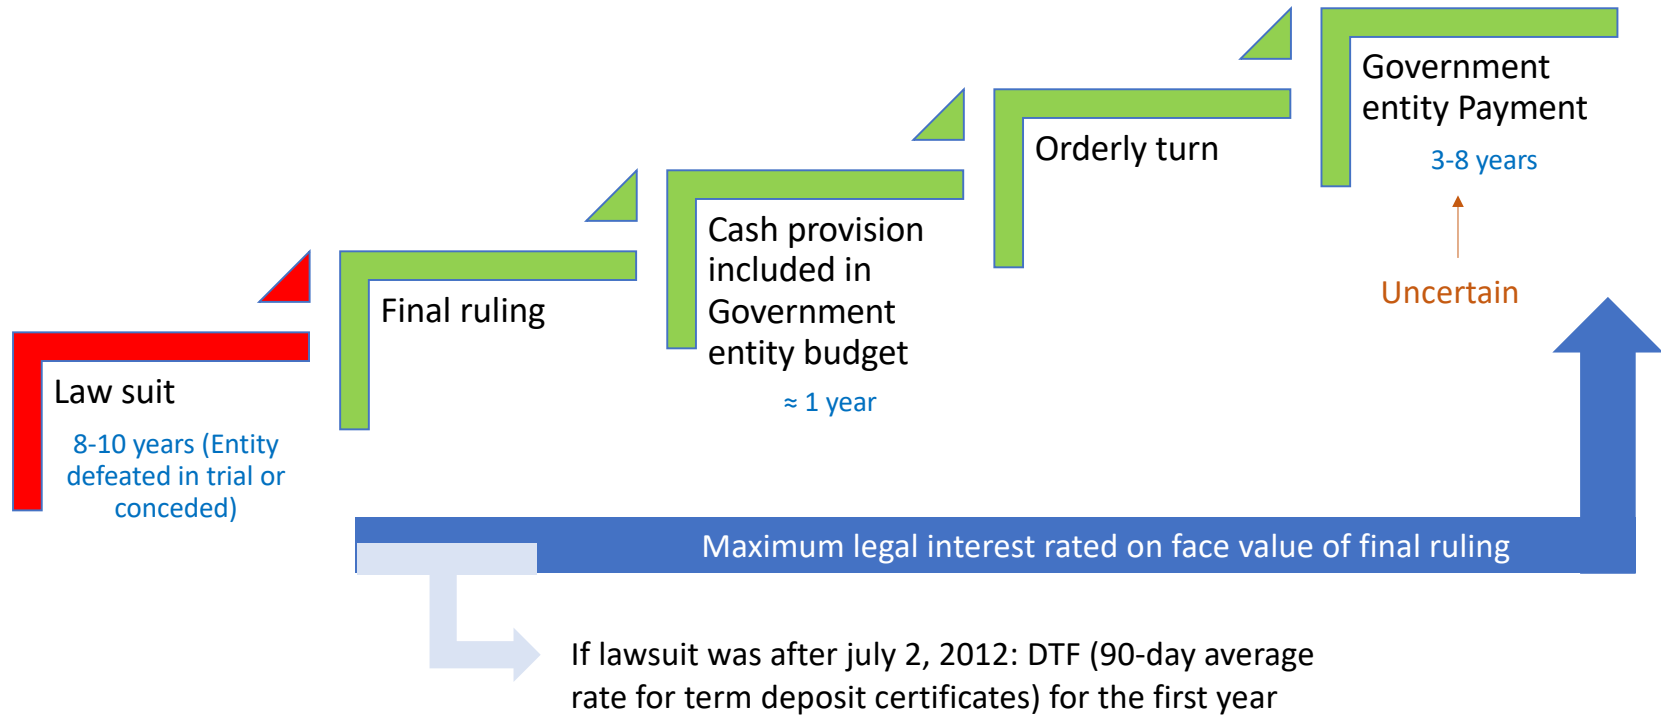 Law suit
8-10 years (Entity
defeated in trial or
conceded)
Final ruling
Cash provision
included in
Government
entity budget
≈ 1 year
Orderly turn
Government
entity Payment
3-8 years
Uncertain
Maximum legal interest rated on face value of final ruling
If lawsuit was after july 2, 2012: DTF (90-day average
rate for term deposit certificates) for the first year